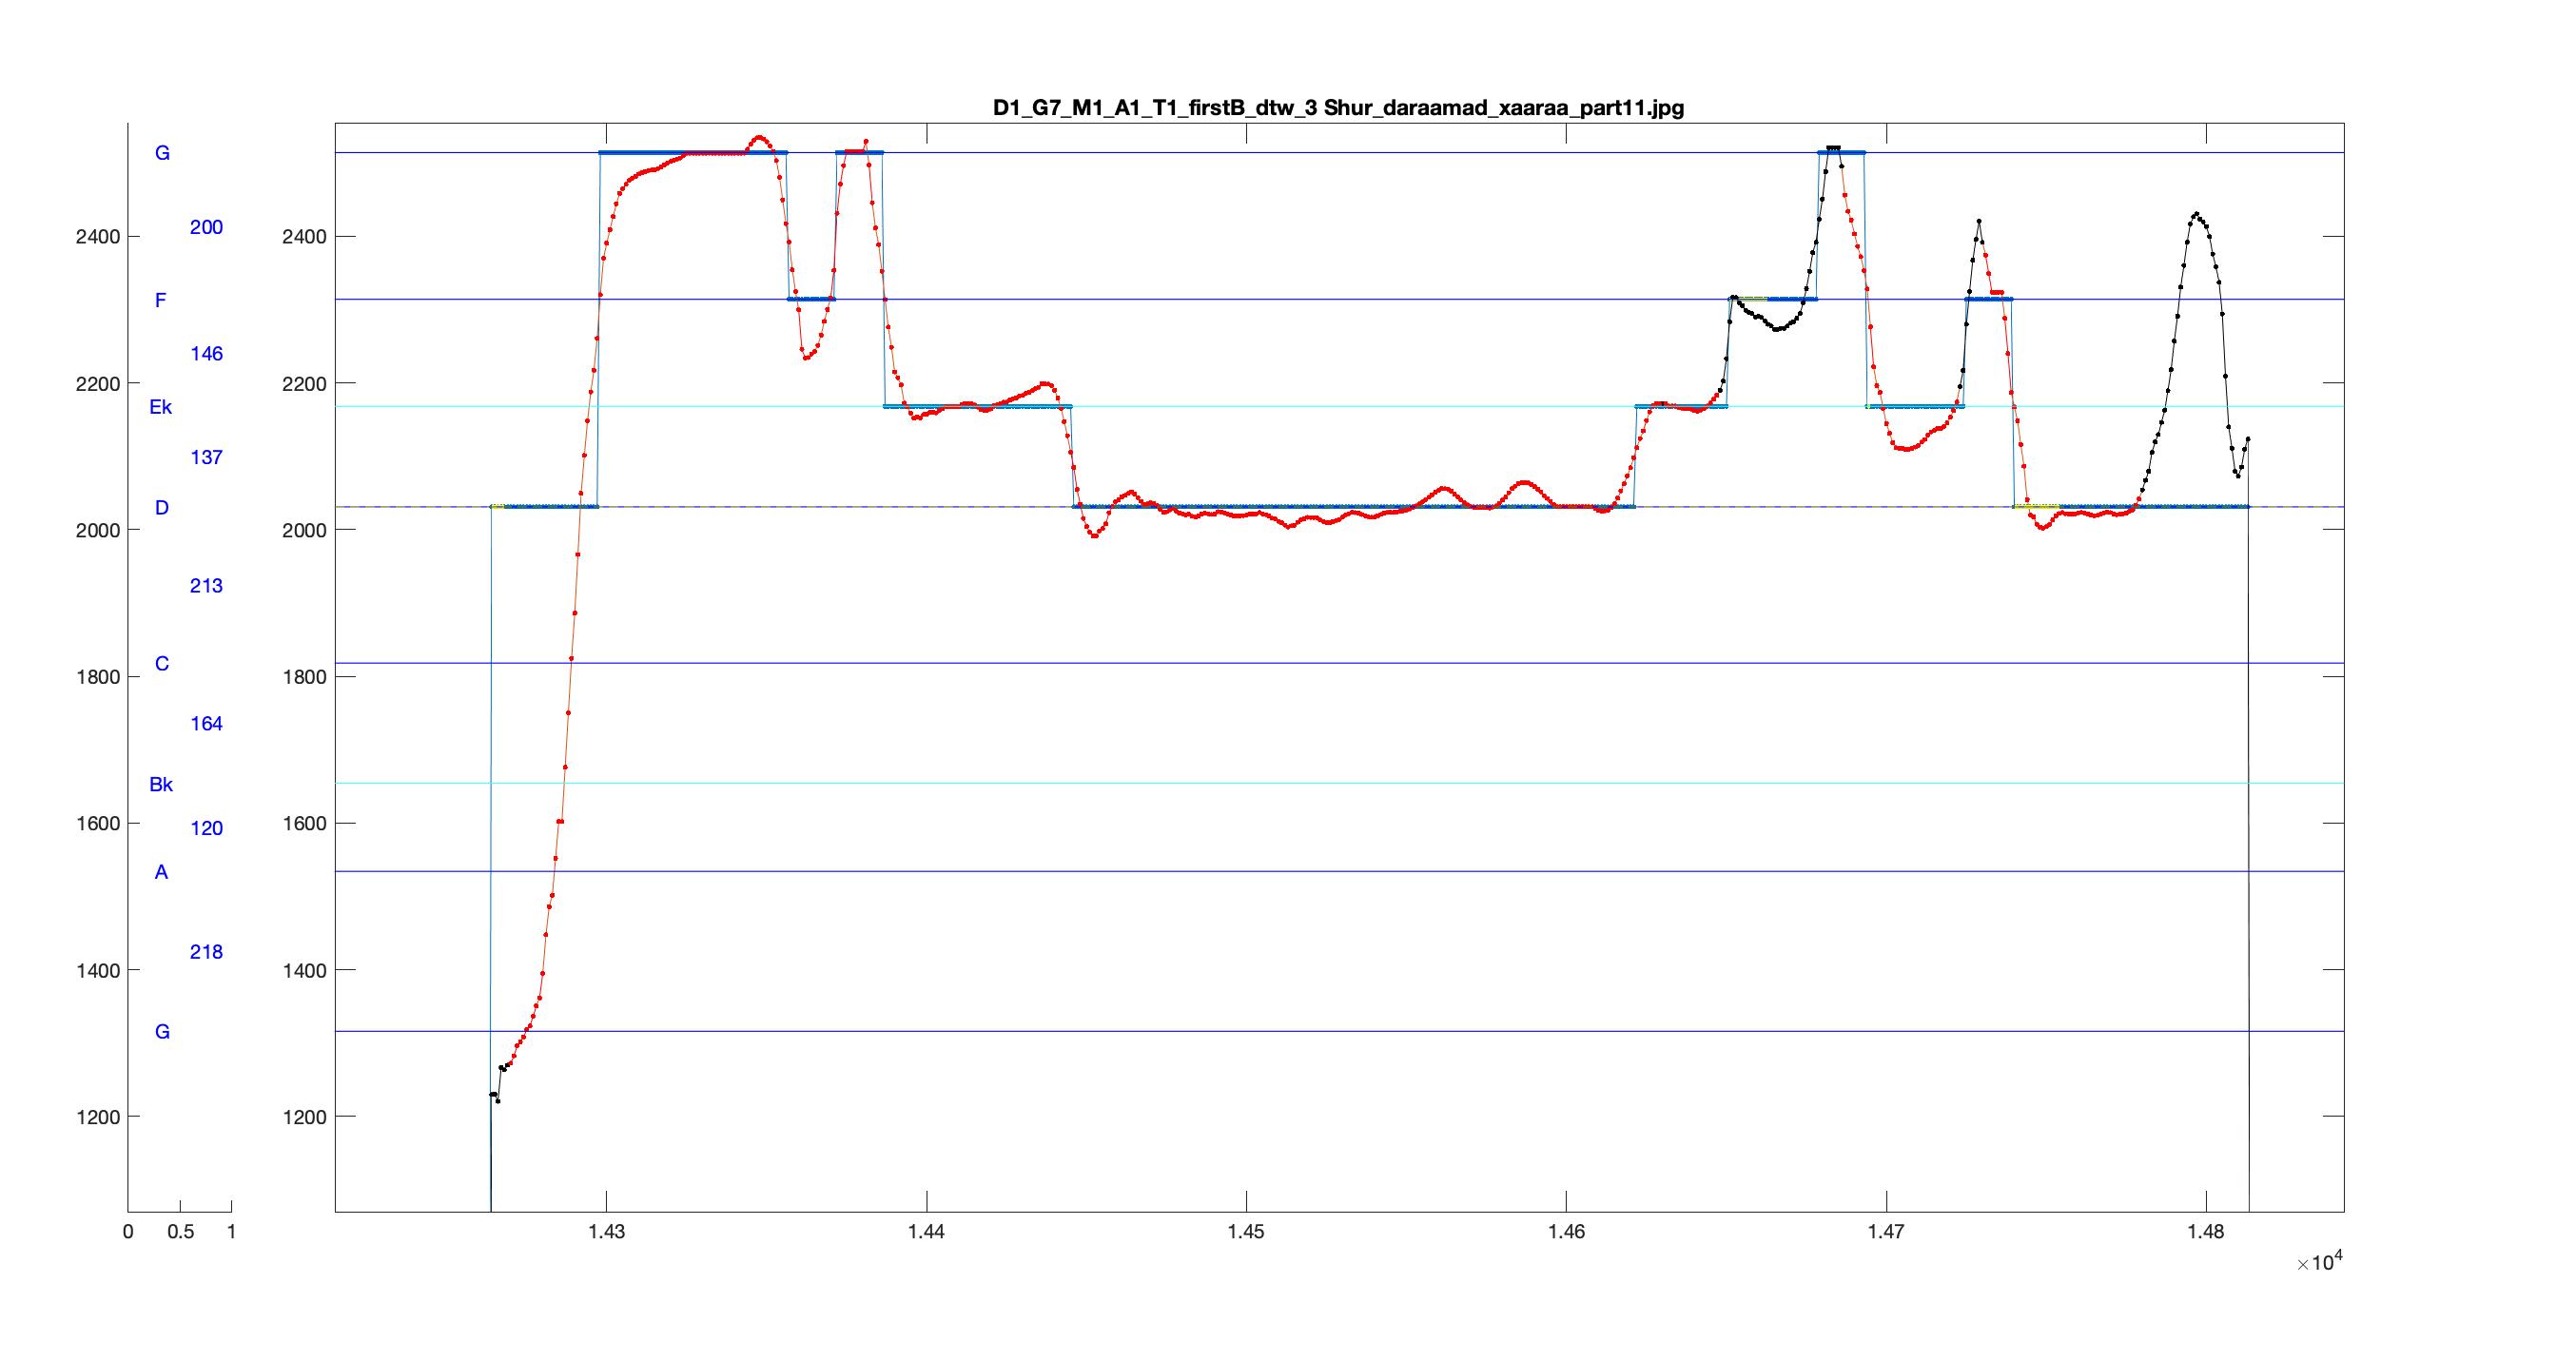 D1_G7_M1_A1_T1_firstB_dtw_3 Shur_daraamad_xaaraa_part11.jpg
G
200
2400 2400
F
146
2200 2200
Ek
137
D
2000 2000
213
C
1800 1800
164
Bk
1600 120 1600
A
218
1400 1400
G
1200 1200
0 0.5 1 1.43 1.44 1.45 1.46 1.47 1.48
×10^4